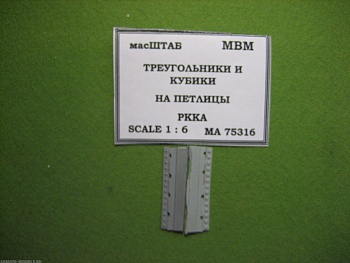 масШТАБ МВМ
ТРЕУГОЛЬНИКИ И
КУБИКИ
НА ПЕТЛИЦЫ
РККА
SCALE 1 : 6 МА 75316